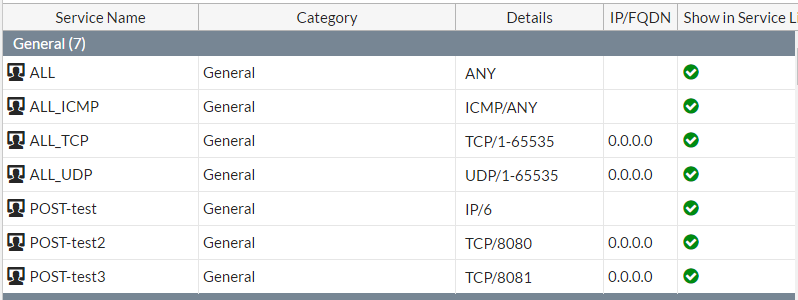 Service Name Category Details IP/FQDN Show in Service Li
General (7)
ALL General ANY
ALL_ICMP General ICMP/ANY
ALL_TCP General TCP/1-65535 0.0.0.0
ALL_UDP General UDP/1-65535 0.0.0.0
POST-test General IP/6
POST-test2 General TCP/8080 0.0.0.0
POST-test3 General TCP/8081 0.0.0.0